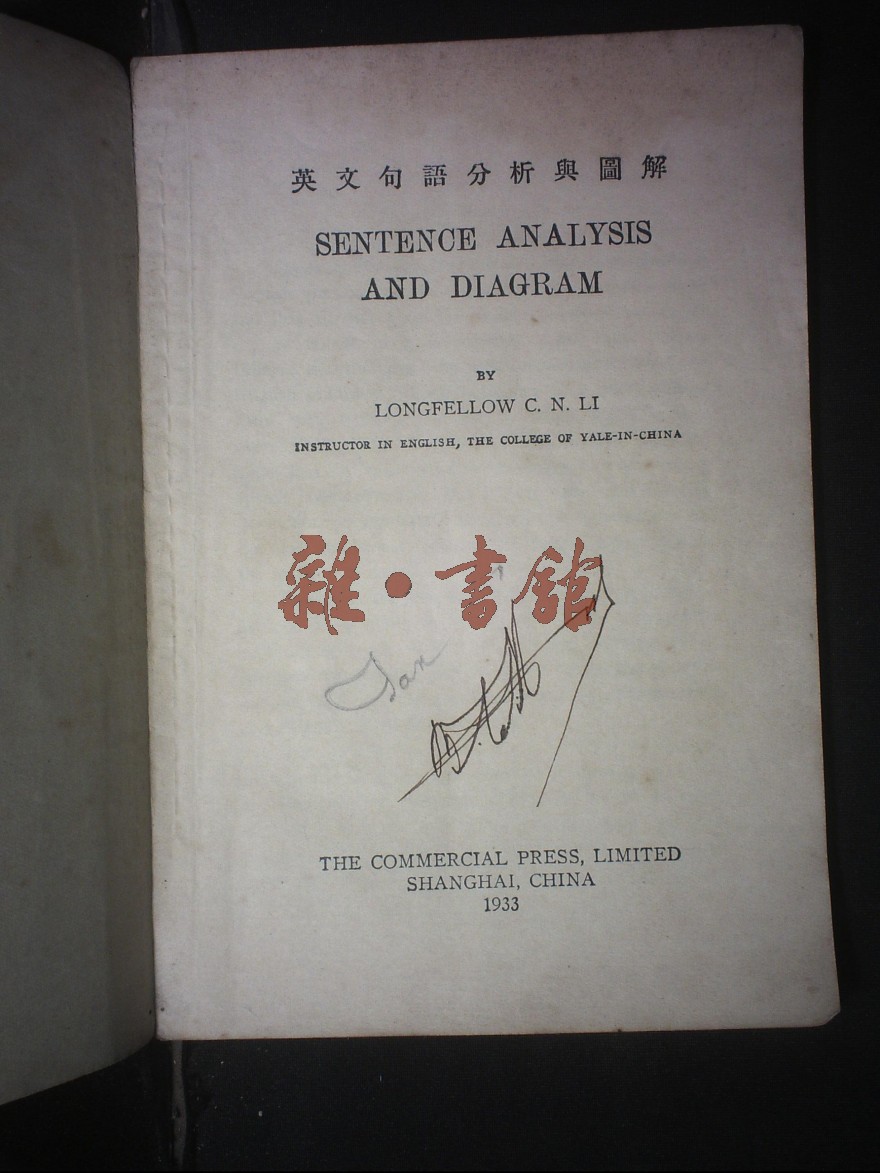 英文句語分析與圖解
SENTENCE ANALYSIS
AND DIAGRAM
BY
LONGFELLOW C. N. LI
INSTRUCTOR IN ENGLISH, THE COLLEGE OF YALE-IN-CHINA
雜·書館
THE COMMERCIAL PRESS, LIMITED
SHANGHAI, CHINA
1933